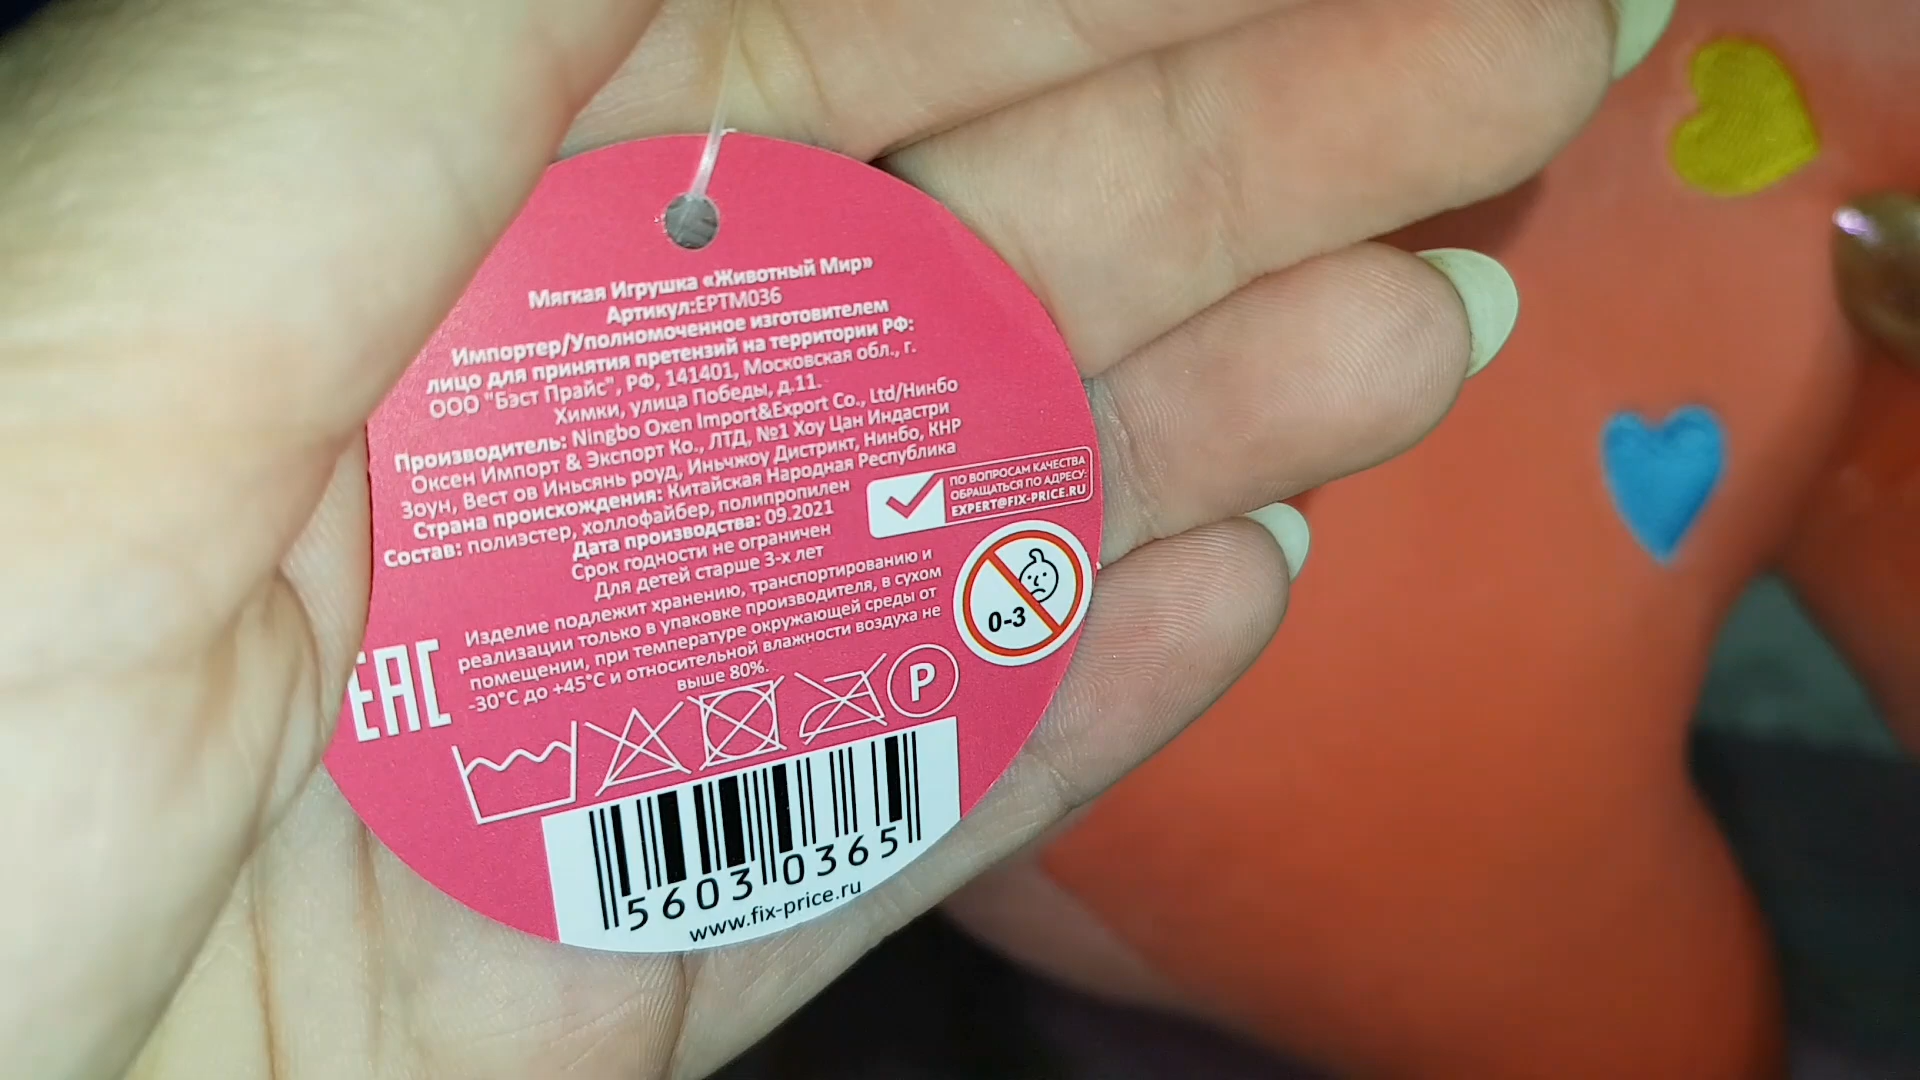 Мягкая Игрушка «Животный Мир»
Артикул:EPTM036
Импортер/Уполномоченное изготовителем
лицо для принятия претензий на территории РФ:
ООО "Бэст Прайс", РФ, 141401, Московская обл., г.
Химки, улица Победы, д.11.
Производитель: Ningbo Oxen Import&Export Co., Ltd/Нинбо
Оксен Импорт & Экспорт Ко., ЛТД, №1 Хоу Цан Индастри
Зоун, Вест ов Иньсянь роуд, Иньчжоу Дистрикт, Нинбо, КНР
Страна происхождения: Китайская Народная Республика
Состав: полиэстер, холлофайбер, полипропилен
Дата производства: 09.2021
Срок годности не ограничен
Для детей старше 3-х лет
ПО ВОПРОСАМ КАЧЕСТВА
ОБРАЩАТЬСЯ ПО АДРЕСУ:
EXPERT@FIX-PRICE.RU
0-3
Изделие подлежит хранению, транспортированию и
реализации только в упаковке производителя, в сухом
помещении, при температуре окружающей среды от
-30°С до +45°С и относительной влажности воздуха не
выше 80%.
EAC
P
5603 0365
www.fix-price.ru